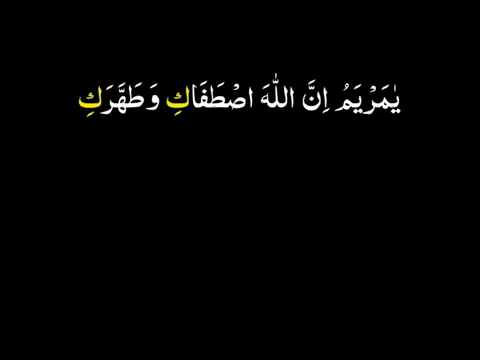 يٰمَرْيَمُ اِنَّ اللّٰهَ اصْطَفَاكِ وَطَهَّرَكِ